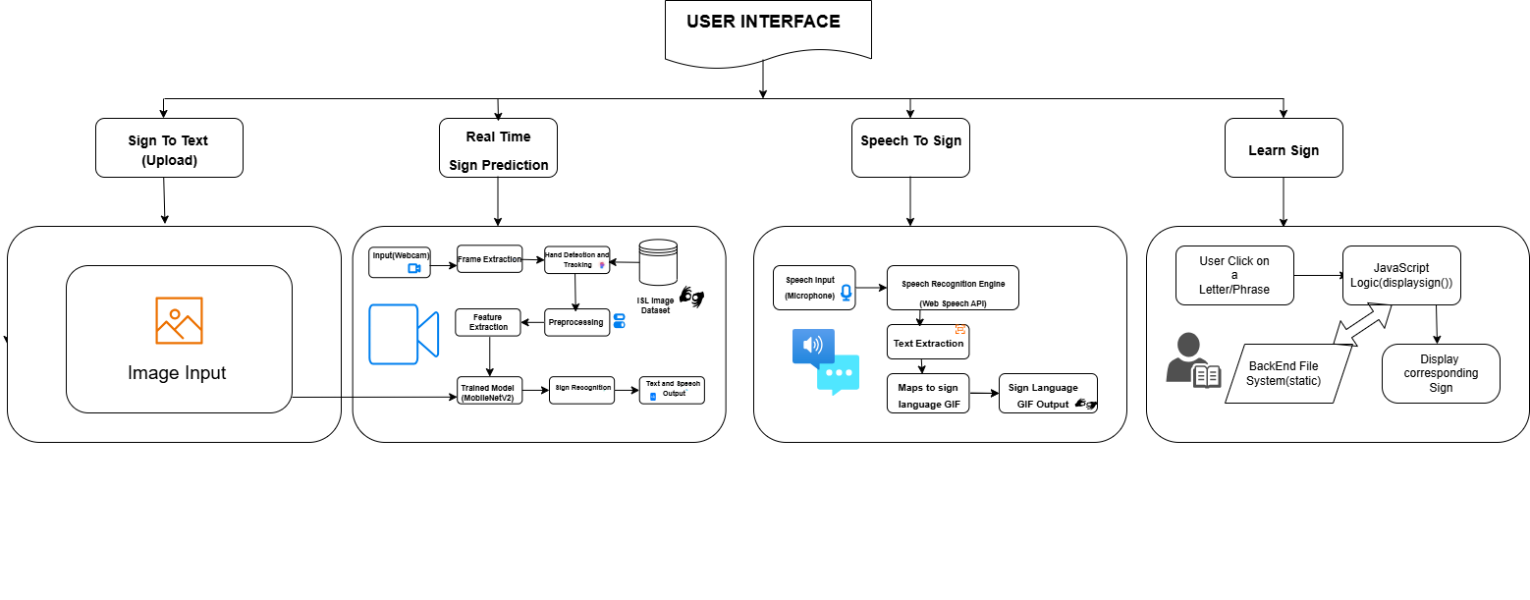 USER INTERFACE
Sign To Text
(Upload)
Real Time
Sign Prediction
Speech To Sign
Learn Sign
Image Input
Input(Webcam)
Frame Extraction
Hand Detection and
Tracking
ISL Image
Dataset
Feature
Extraction
Preprocessing
Trained Model
(MobileNetV2)
Sign Recognition
Text and Speech
Output
Speech Input
(Microphone)
Speech Recognition Engine
(Web Speech API)
Text Extraction
Maps to sign
language GIF
Sign Language
GIF Output
User Click on
a
Letter/Phrase
JavaScript
Logic(displaysign())
BackEnd File
System(static)
Display
corresponding
Sign